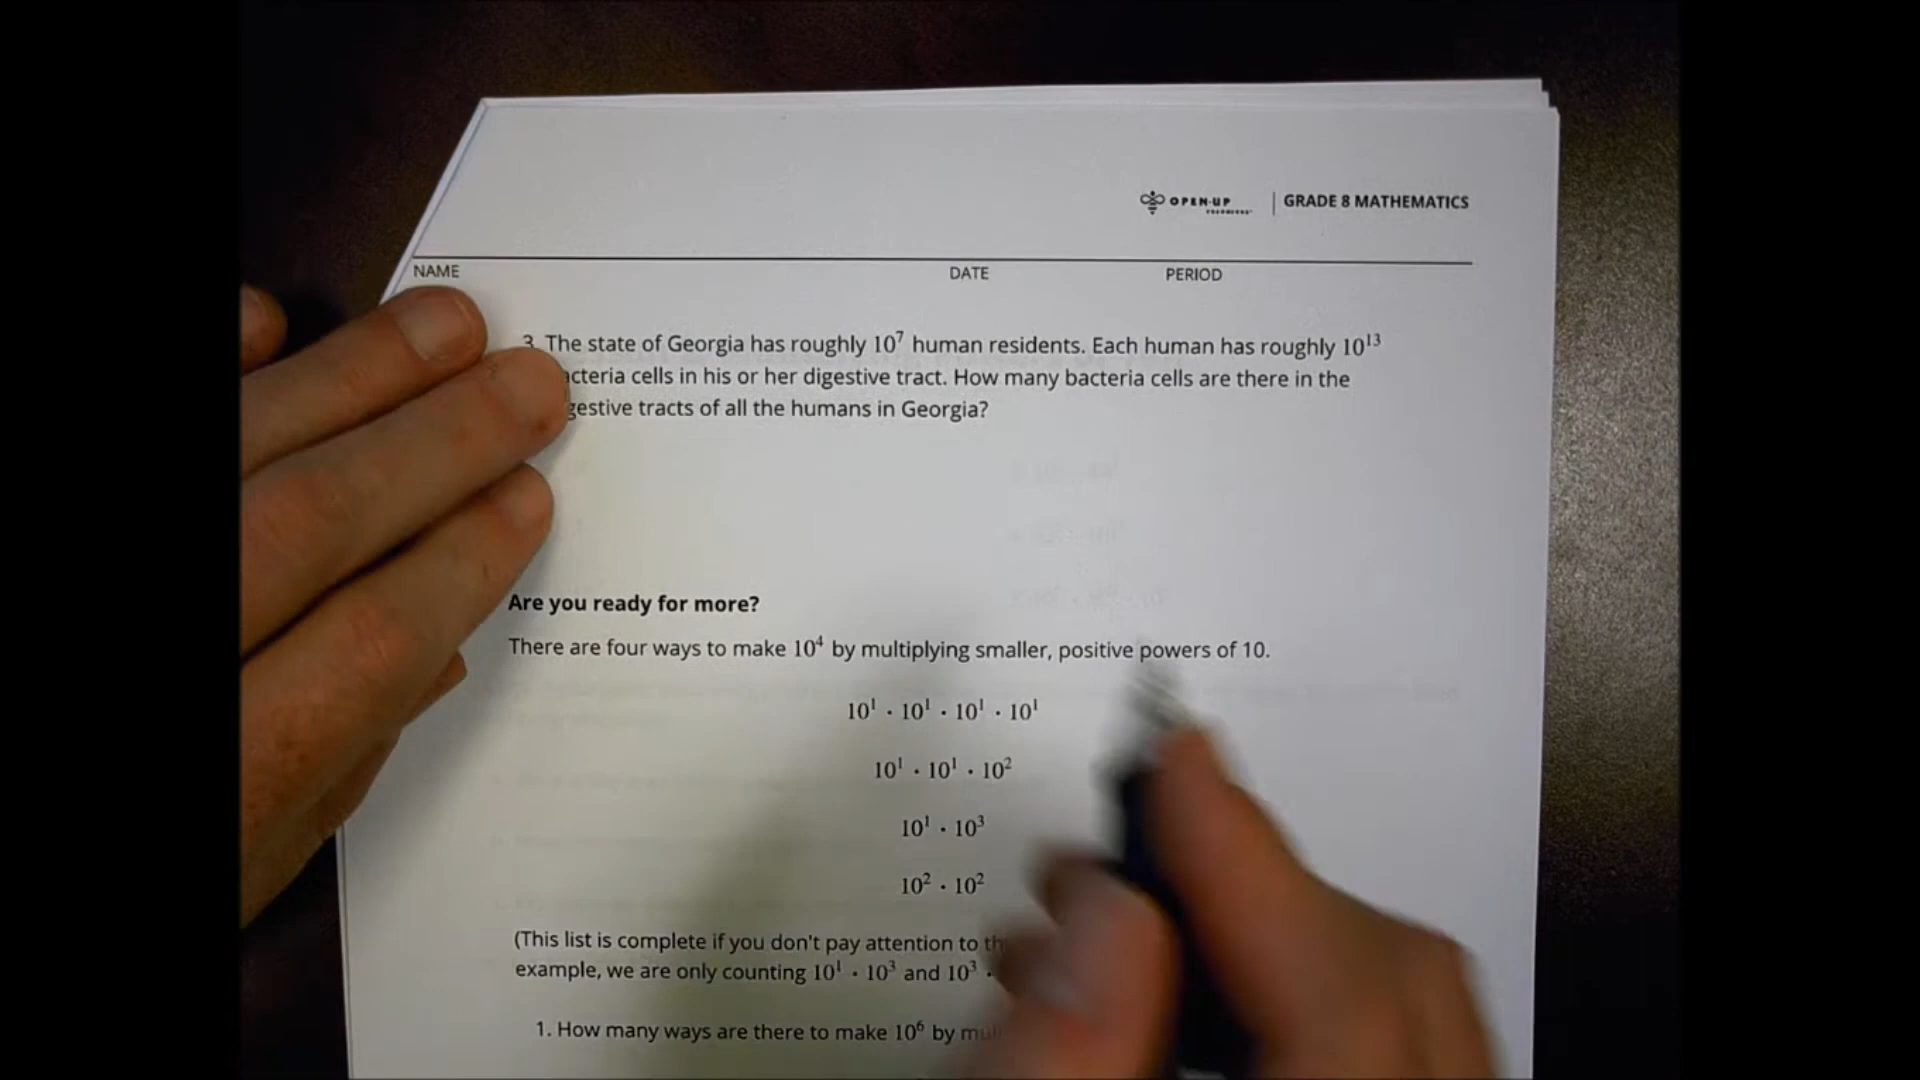 OPEN-UP | GRADE 8 MATHEMATICS
NAME DATE PERIOD
3. The state of Georgia has roughly 10⁷ human residents. Each human has roughly 10¹³
acteria cells in his or her digestive tract. How many bacteria cells are there in the
gestive tracts of all the humans in Georgia?
Are you ready for more?
There are four ways to make 10⁴ by multiplying smaller, positive powers of 10.
10¹ · 10¹ · 10¹ · 10¹
10¹ · 10¹ · 10²
10¹ · 10³
10² · 10²
(This list is complete if you don't pay attention to th
example, we are only counting 10¹ · 10³ and 10³ ·
1. How many ways are there to make 10⁶ by mul